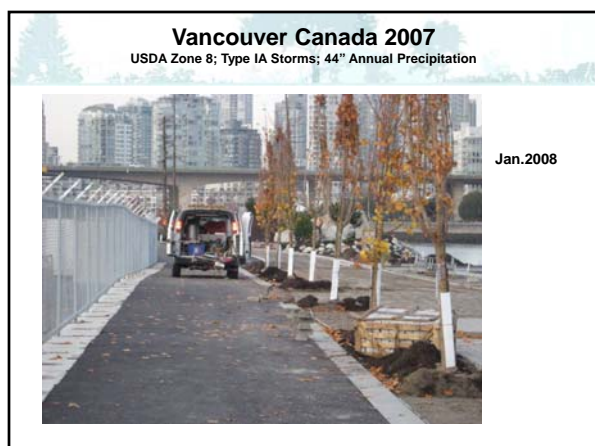 Vancouver Canada 2007
USDA Zone 8; Type IA Storms; 44” Annual Precipitation
Jan.2008